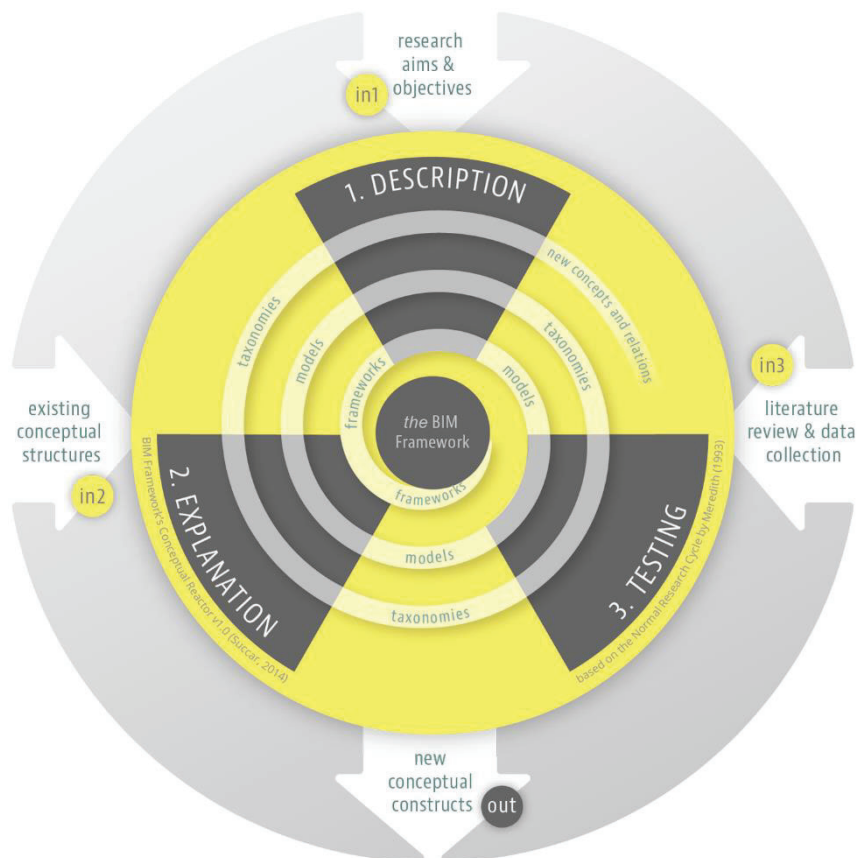 research
aims &
objectives
in1
1. DESCRIPTION
new concepts and relations
taxonomies
models
frameworks
models
taxonomies
the BIM
Framework
frameworks
models
taxonomies
existing
conceptual
structures
in2
in3
literature
review & data
collection
2. EXPLANATION
3. TESTING
BIM Framework's Conceptual Reactor v1.0 (Succar, 2014)
based on the Normal Research Cycle by Meredith (1993)
new
conceptual
constructs
out